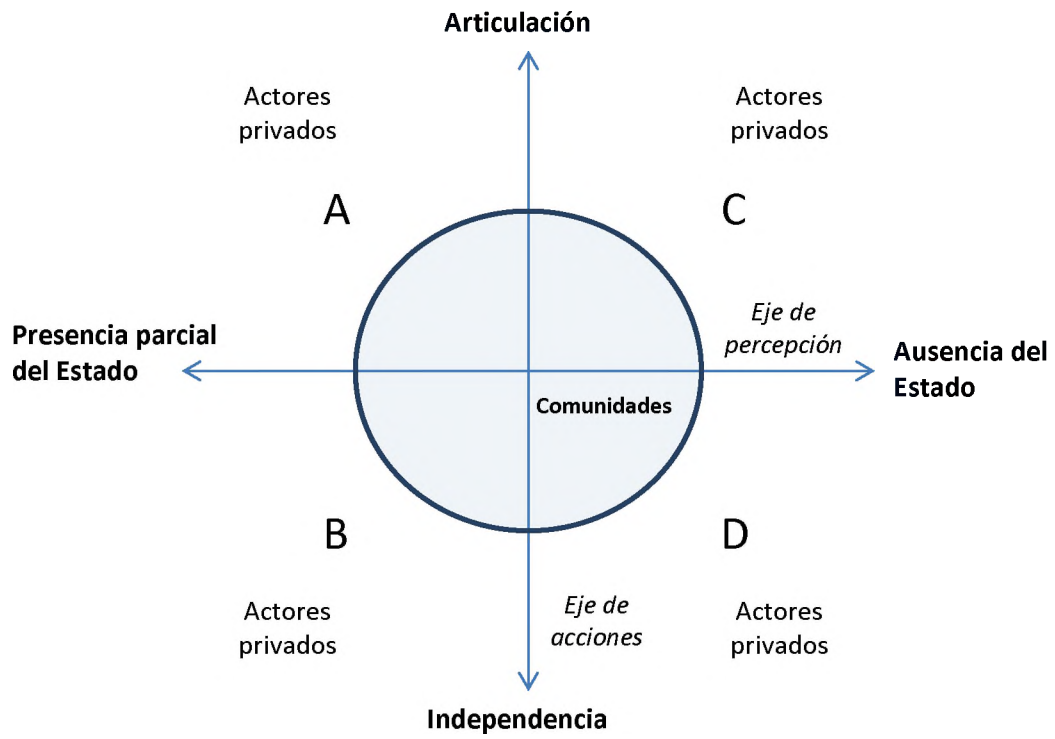 Articulación
Actores
privados
Actores
privados
A
C
Eje de
percepción
Presencia parcial
del Estado
Ausencia del
Estado
Comunidades
B
D
Actores
privados
Eje de
acciones
Actores
privados
Independencia